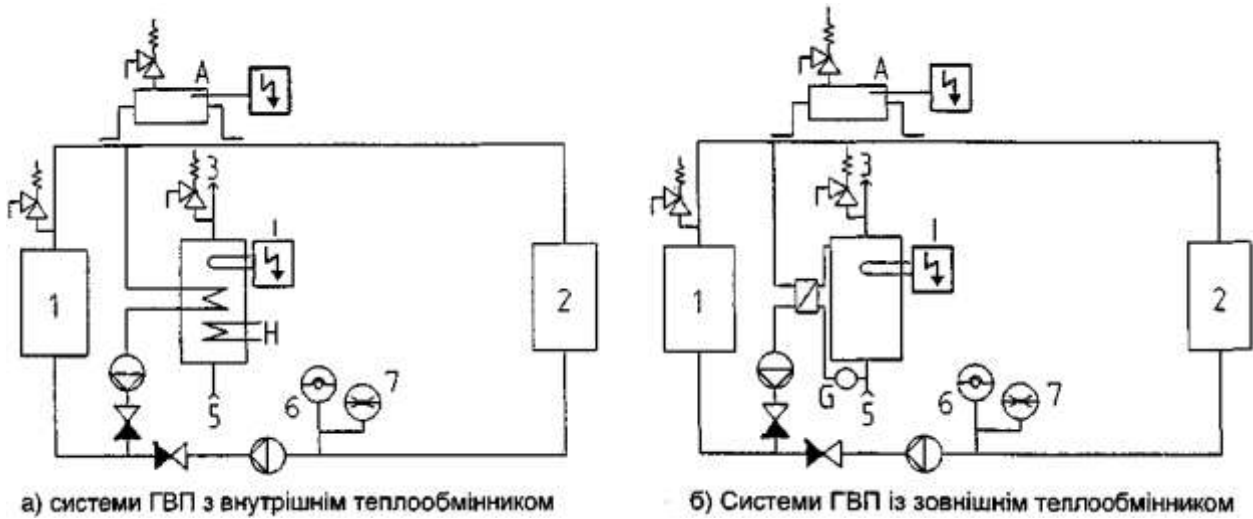 A
A
3
3
I
I
1
2
1
2
H
6
7
6
7
5
G
5
а) системи ГВП з внутрішнім теплообмінником
б) Системи ГВП із зовнішнім теплообмінником